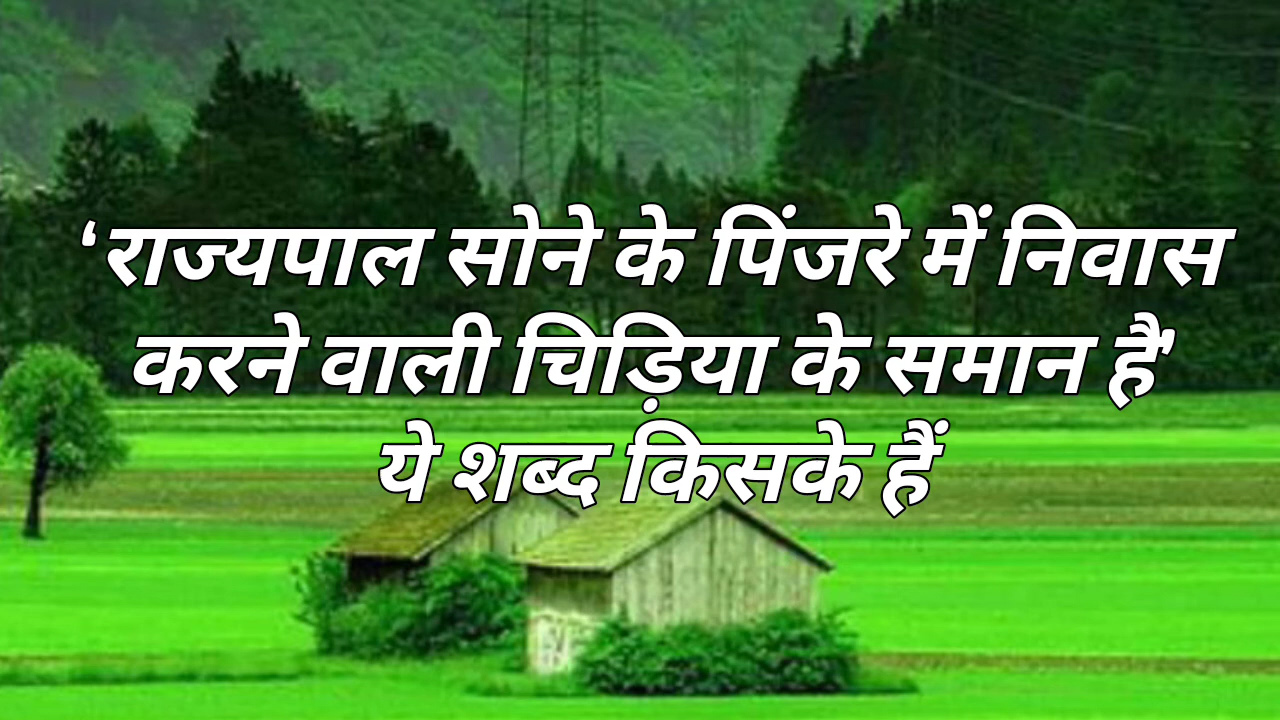 ‘राज्यपाल सोने के पिंजरे में निवास
करने वाली चिड़िया के समान है’
ये शब्द किसके हैं